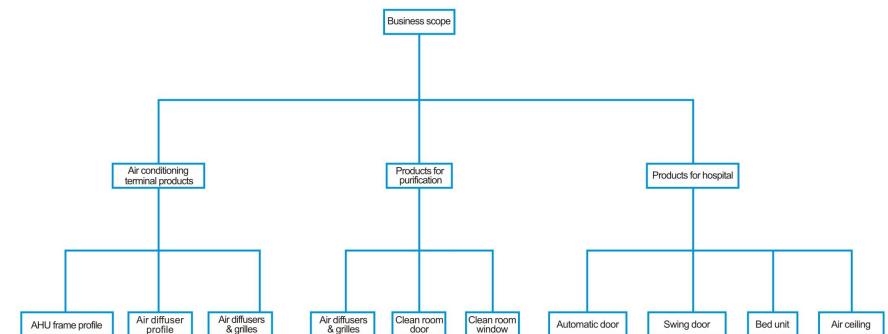 Business scope
Air conditioning
terminal products
Products for
purification
Products for hospital
AHU frame profile
Air diffuser
profile
Air diffusers
& grilles
Air diffusers
& grilles
Clean room
door
Clean room
window
Automatic door
Swing door
Bed unit
Air ceiling